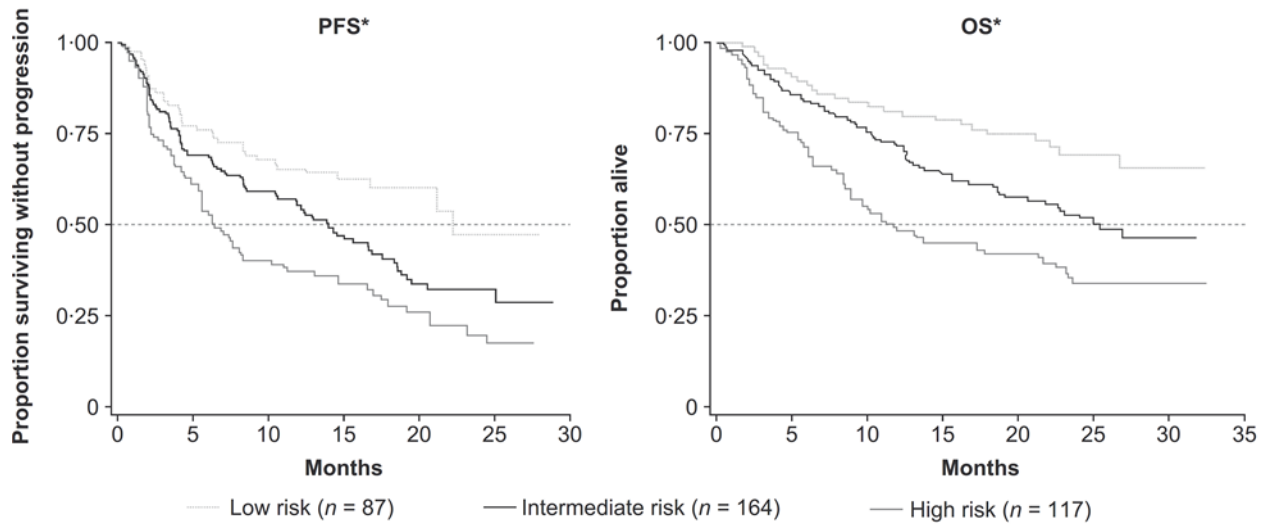 PFS*
Proportion surviving without progression
1·00
0·75
0·50
0·25
0
0 5 10 15 20 25 30
Months
OS*
Proportion alive
1·00
0·75
0·50
0·25
0
0 5 10 15 20 25 30 35
Months
Low risk (n = 87) Intermediate risk (n = 164) High risk (n = 117)